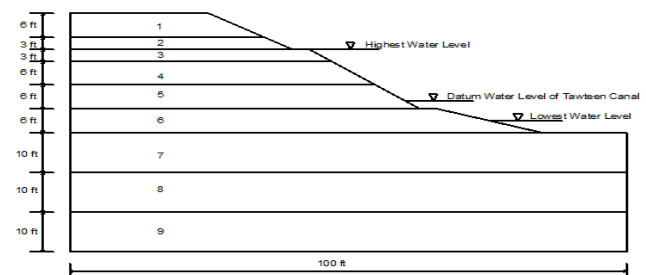 6 ft
1
3 ft
2
Highest Water Level
3 ft
3
6 ft
4
6 ft
5
Datum Water Level of Tawteen Canal
6 ft
6
Lowest Water Level
10 ft
7
10 ft
8
10 ft
9
100 ft